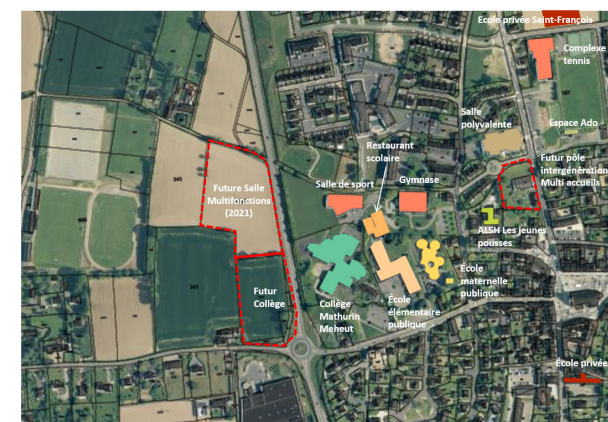 Ecole privée Saint-François
Complexe
tennis
Salle
polyvalente
Espace Ado
Restaurant
scolaire
Futur pôle
intergénération
Multi accueils
Future Salle
Multifonctions
(2021)
Salle de sport
Gymnase
ALSH Les jeunes
pousses
École
maternelle
publique
Futur
Collège
Collège
Mathurin
Meheut
École
élémentaire
publique
École privée